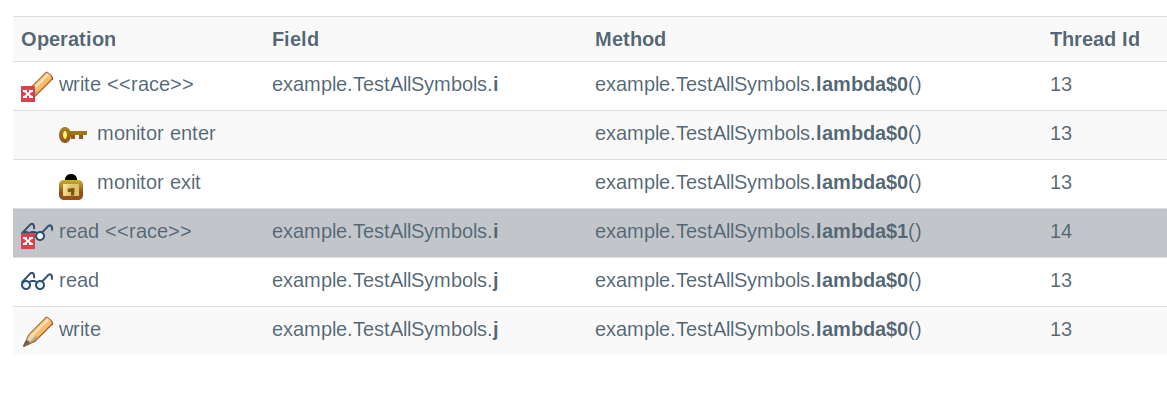 Operation Field Method Thread Id
write <<race>> example.TestAllSymbols.i example.TestAllSymbols.lambda$0() 13
monitor enter example.TestAllSymbols.lambda$0() 13
monitor exit example.TestAllSymbols.lambda$0() 13
read <<race>> example.TestAllSymbols.i example.TestAllSymbols.lambda$1() 14
read example.TestAllSymbols.j example.TestAllSymbols.lambda$0() 13
write example.TestAllSymbols.j example.TestAllSymbols.lambda$0() 13